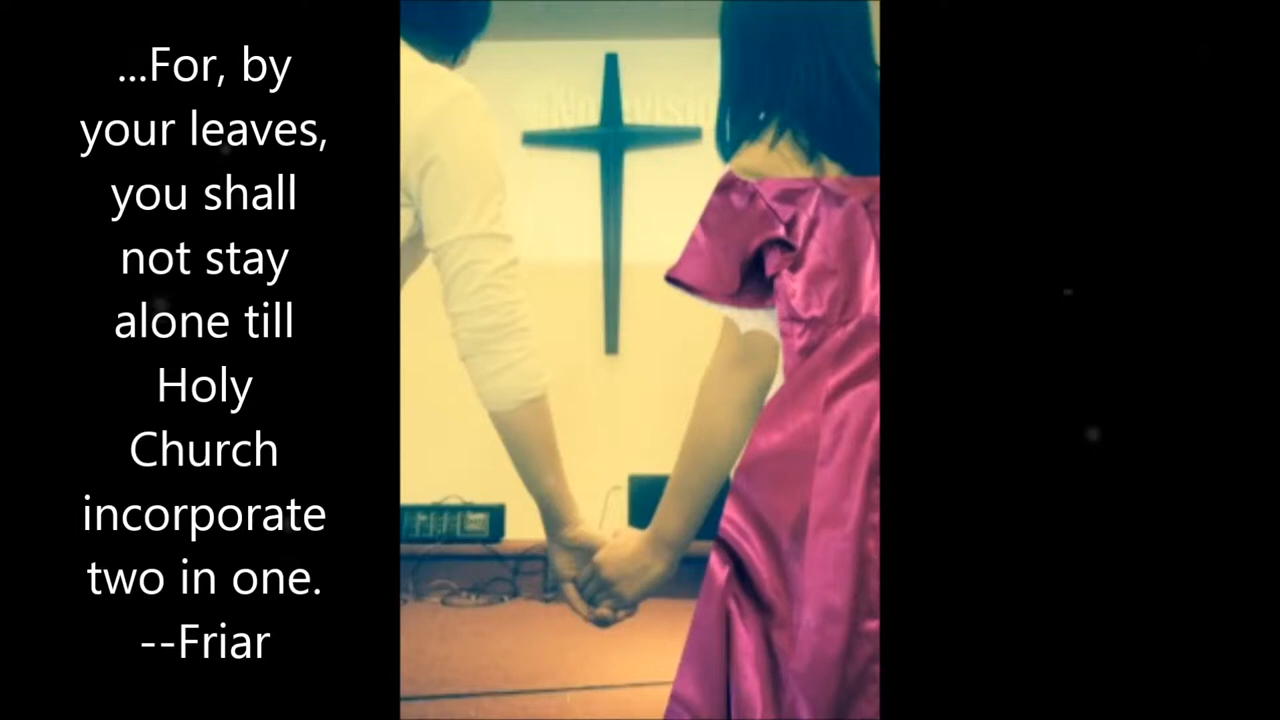 ...For, by
your leaves,
you shall
not stay
alone till
Holy
Church
incorporate
two in one.
--Friar